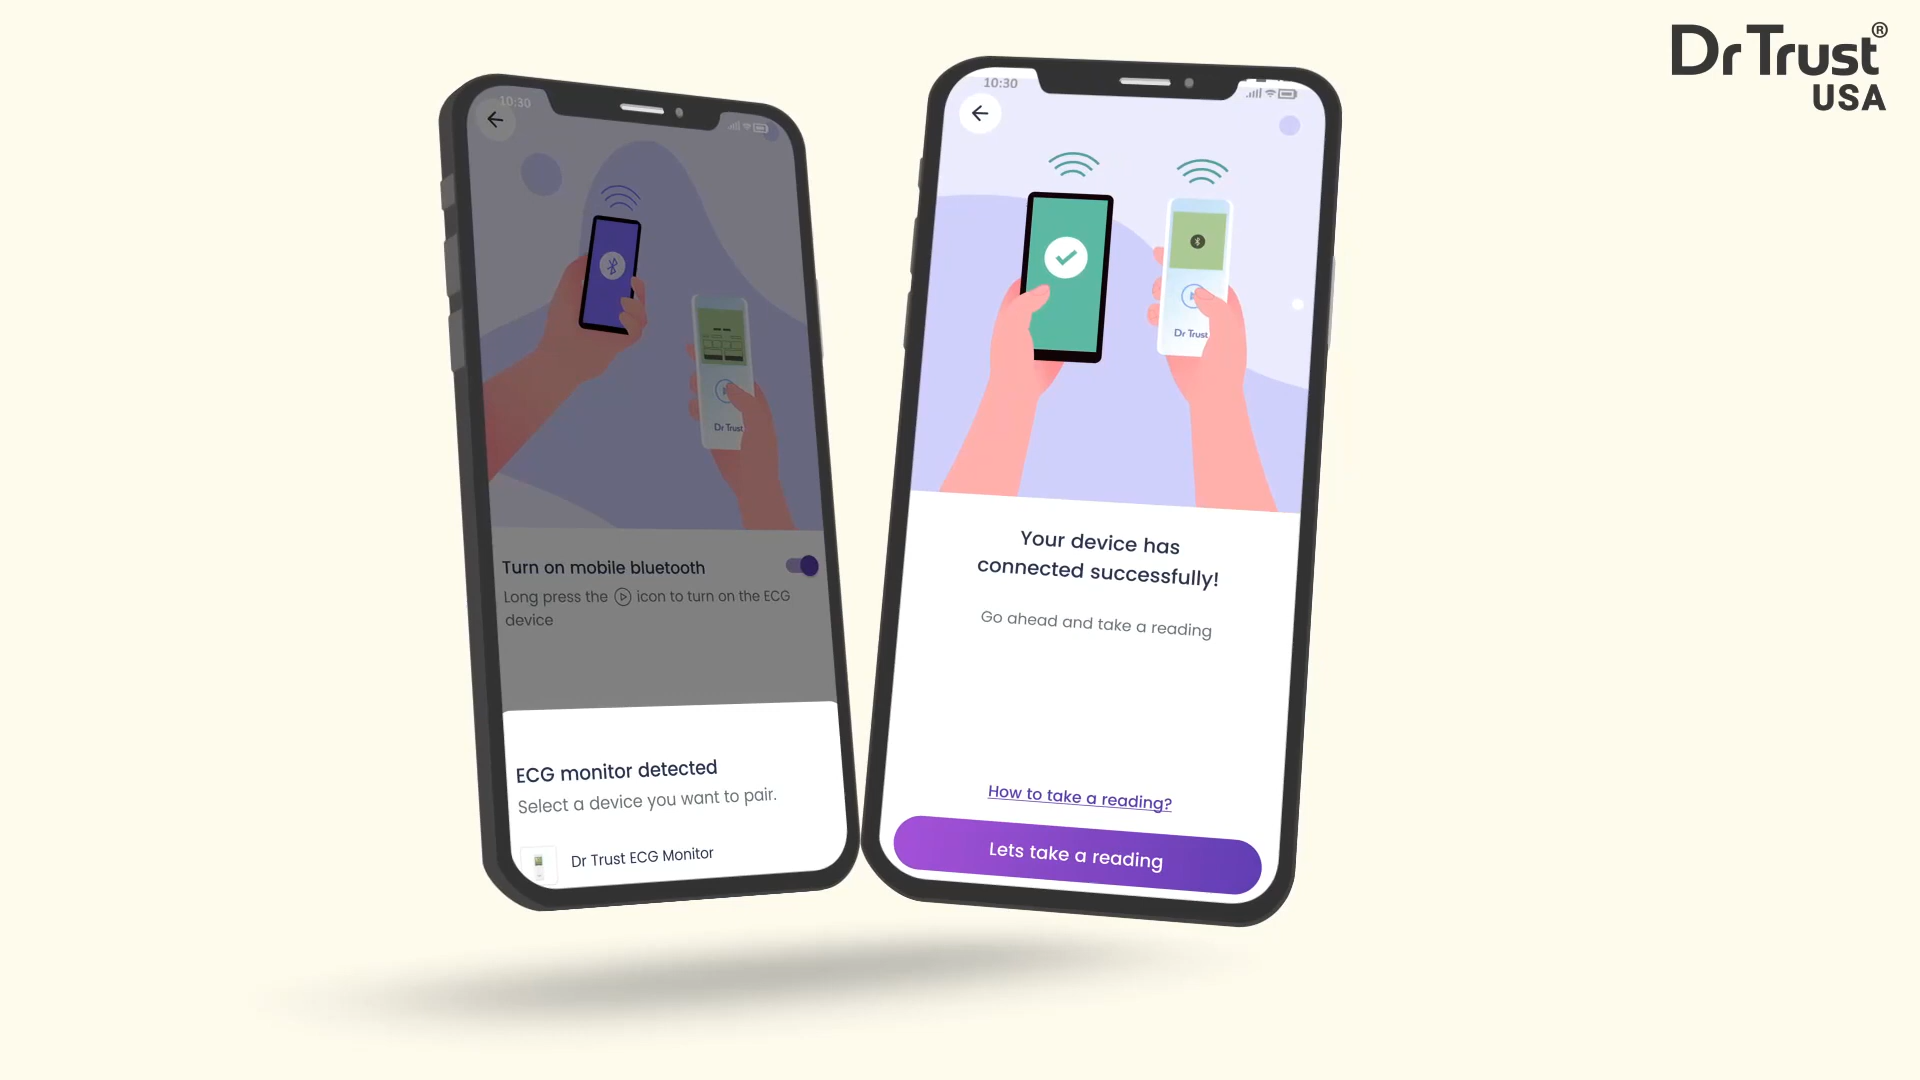 Dr Trust®
USA
10:30
Dr Trust
Turn on mobile bluetooth
Long press the icon to turn on the ECG
device
ECG monitor detected
Select a device you want to pair.
Dr Trust ECG Monitor
10:30
Dr Trust
Your device has
connected successfully!
Go ahead and take a reading
How to take a reading?
Lets take a reading